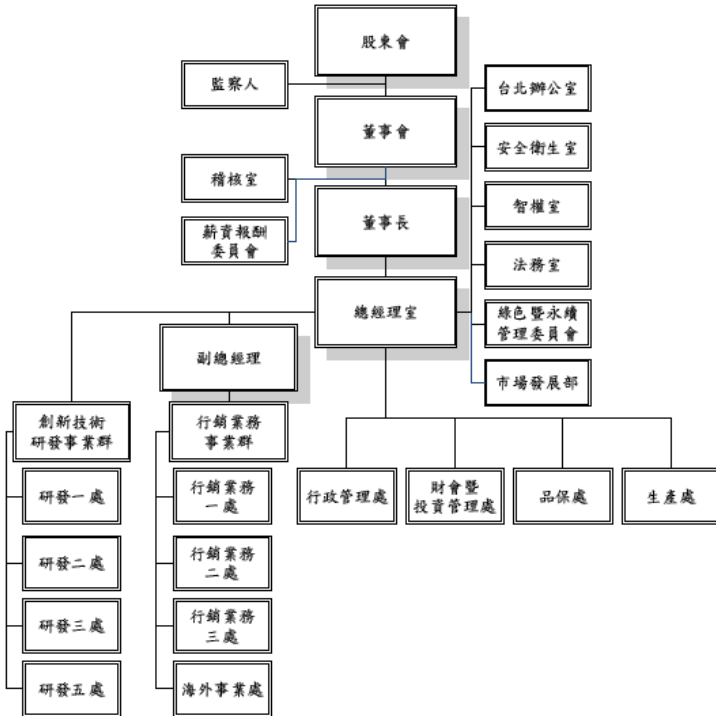 股東會
監察人
台北辦公室
董事會
安全衛生室
稽核室
智權室
董事長
薪資報酬
委員會
法務室
總經理室
綠色暨永續
管理委員會
副總經理
市場發展部
創新技術
研發事業群
行銷業務
事業群
研發一處
行銷業務
一處
行政管理處
財會暨
投資管理處
品保處
生產處
研發二處
行銷業務
二處
研發三處
行銷業務
三處
研發五處
海外事業處